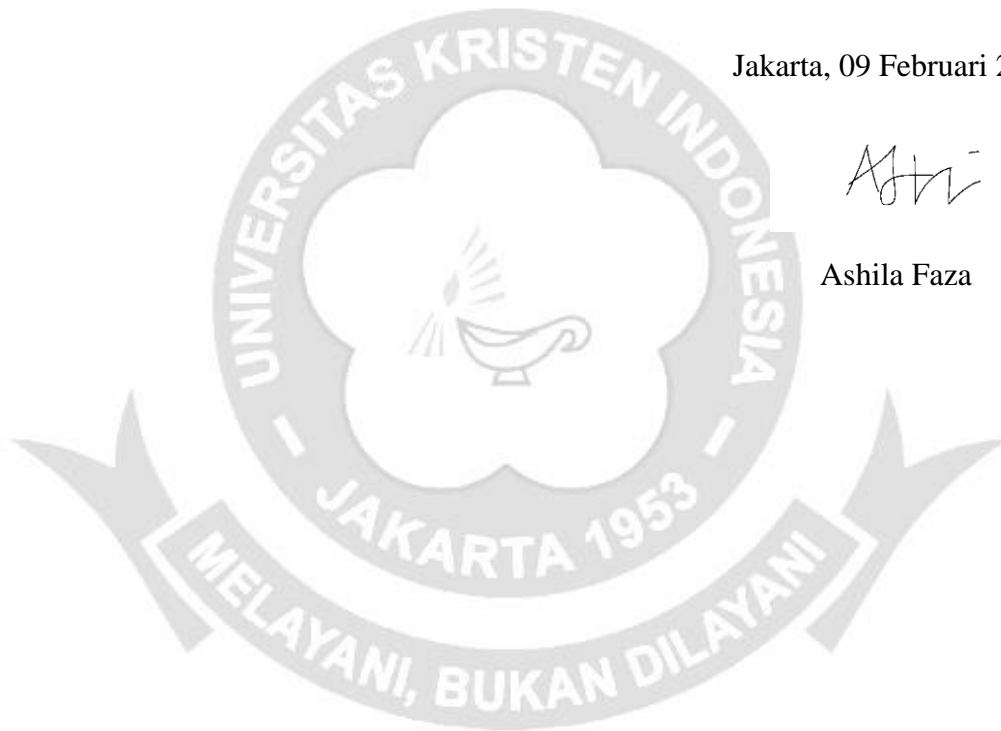 Jakarta, 09 Februari 2
Ashila Faza
UNIVERSITAS KRISTEN INDONESIA
JAKARTA 1953
MELAYANI, BUKAN DILAYANI